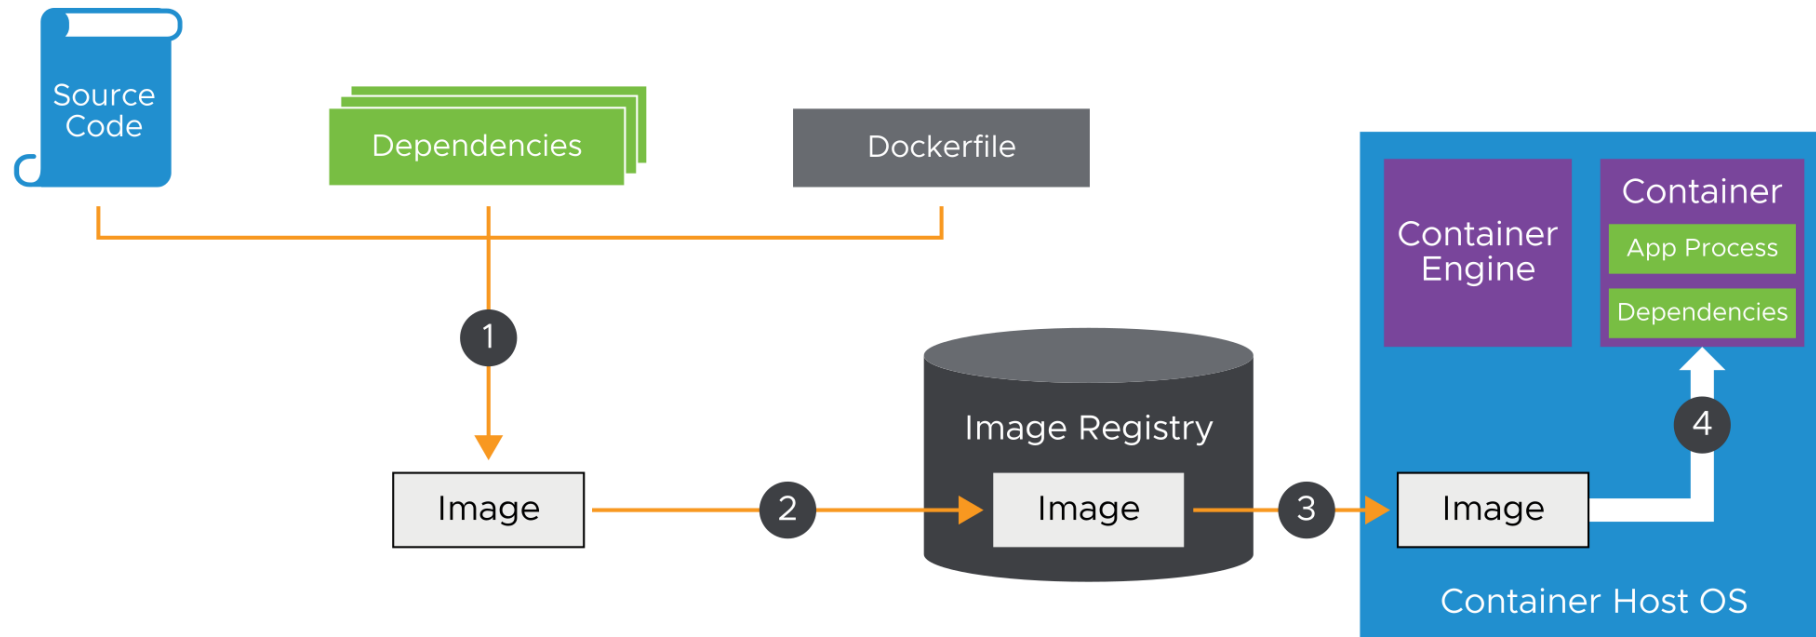 Source
Code
Dependencies
Dockerfile
1
Image
2
Image Registry
Image
3
Container
Engine
Container
App Process
Dependencies
4
Image
Container Host OS